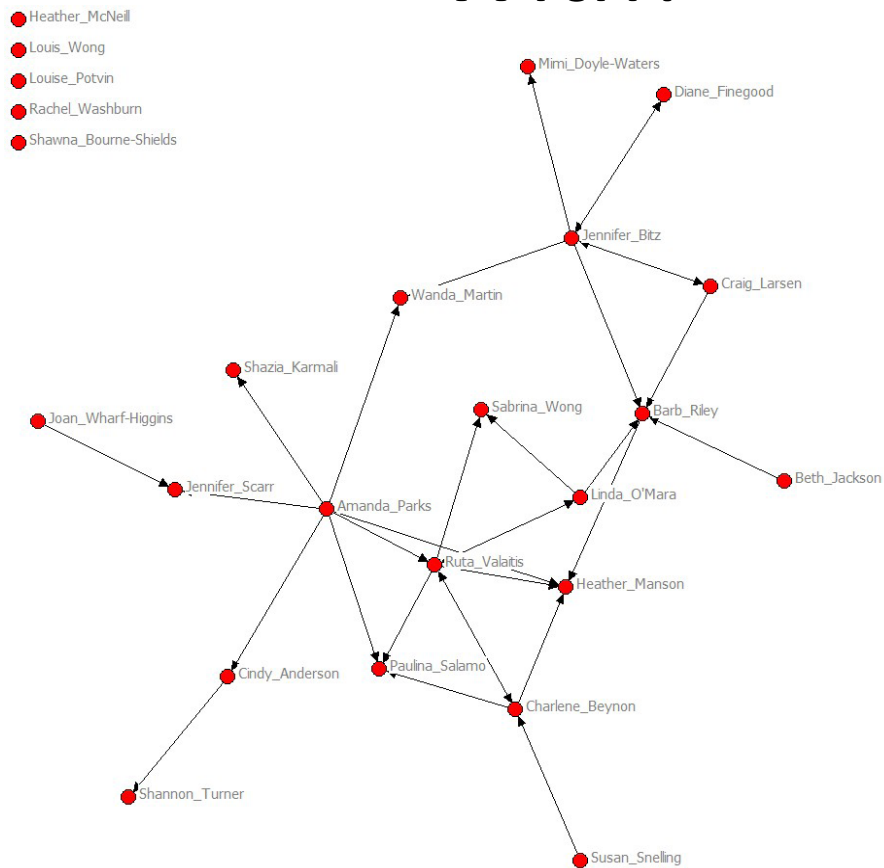 Heather_McNeill
Louis_Wong
Louise_Potvin
Rachel_Washburn
Shawna_Bourne-Shields
Mimi_Doyle-Waters
Diane_Finegood
Jennifer_Bitz
Craig_Larsen
Wanda_Martin
Shazia_Karmali
Sabrina_Wong
Barb_Riley
Joan_Wharf-Higgins
Beth_Jackson
Jennifer_Scarr
Linda_O'Mara
Amanda_Parks
Ruta_Valaitis
Heather_Manson
Paulina_Salamo
Cindy_Anderson
Charlene_Beynon
Shannon_Turner
Susan_Snelling